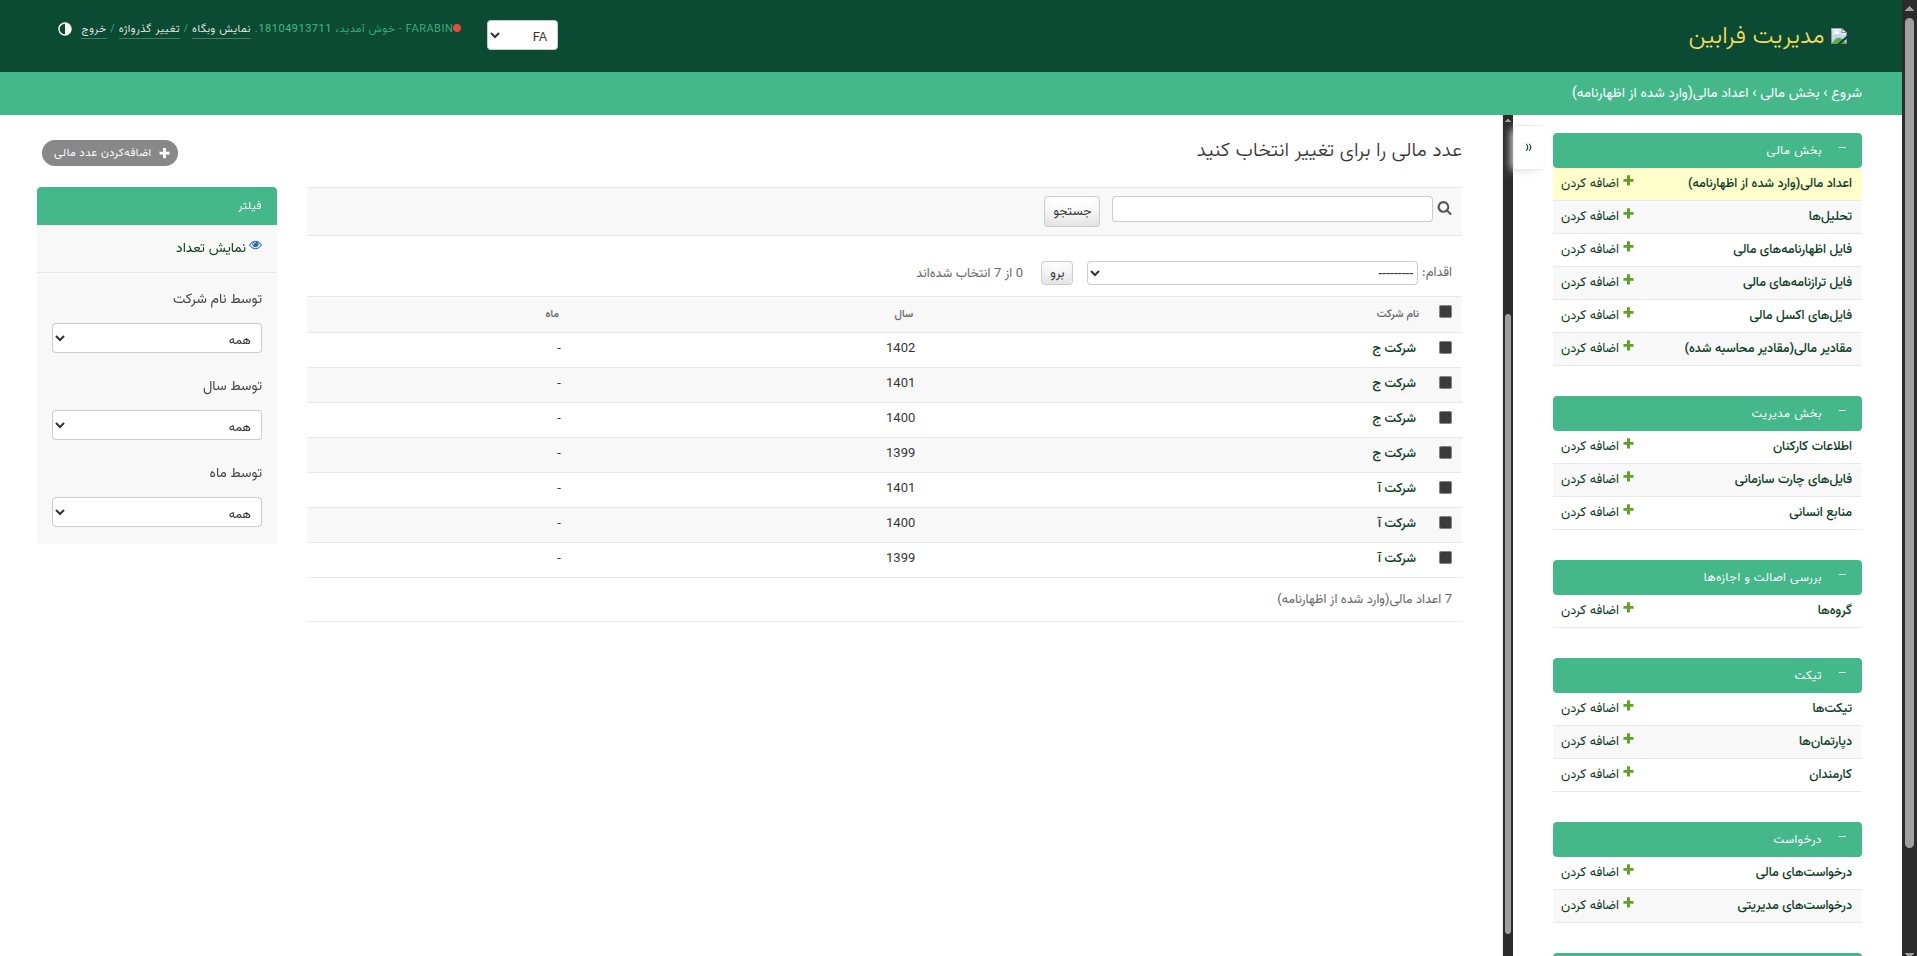 مدیریت فرابین
FA
FARABIN - خوش آمدید، 18104913711. نمایش وبگاه / تغییر گذرواژه / خروج
شروع › بخش مالی › اعداد مالی(وارد شده از اظهارنامه)
بخش مالی
اعداد مالی(وارد شده از اظهارنامه) اضافه کردن
تحلیل‌ها اضافه کردن
فایل اظهارنامه‌های مالی اضافه کردن
فایل ترازنامه‌های مالی اضافه کردن
فایل‌های اکسل مالی اضافه کردن
مقادیر مالی(مقادیر محاسبه شده) اضافه کردن
بخش مدیریت
اطلاعات کارکنان اضافه کردن
فایل‌های چارت سازمانی اضافه کردن
منابع انسانی اضافه کردن
بررسی اصالت و اجازه‌ها
گروه‌ها اضافه کردن
تیکت
تیکت‌ها اضافه کردن
دپارتمان‌ها اضافه کردن
کارمندان اضافه کردن
درخواست
درخواست‌های مالی اضافه کردن
درخواست‌های مدیریتی اضافه کردن
»
عدد مالی را برای تغییر انتخاب کنید
اضافه‌کردن عدد مالی
جستجو
اقدام: --------- برو 0 از 7 انتخاب شده‌اند
نام شرکت سال ماه
شرکت ج 1402 -
شرکت ج 1401 -
شرکت ج 1400 -
شرکت ج 1399 -
شرکت آ 1401 -
شرکت آ 1400 -
شرکت آ 1399 -
7 اعداد مالی(وارد شده از اظهارنامه)
فیلتر
نمایش تعداد
توسط نام شرکت
همه
توسط سال
همه
توسط ماه
همه